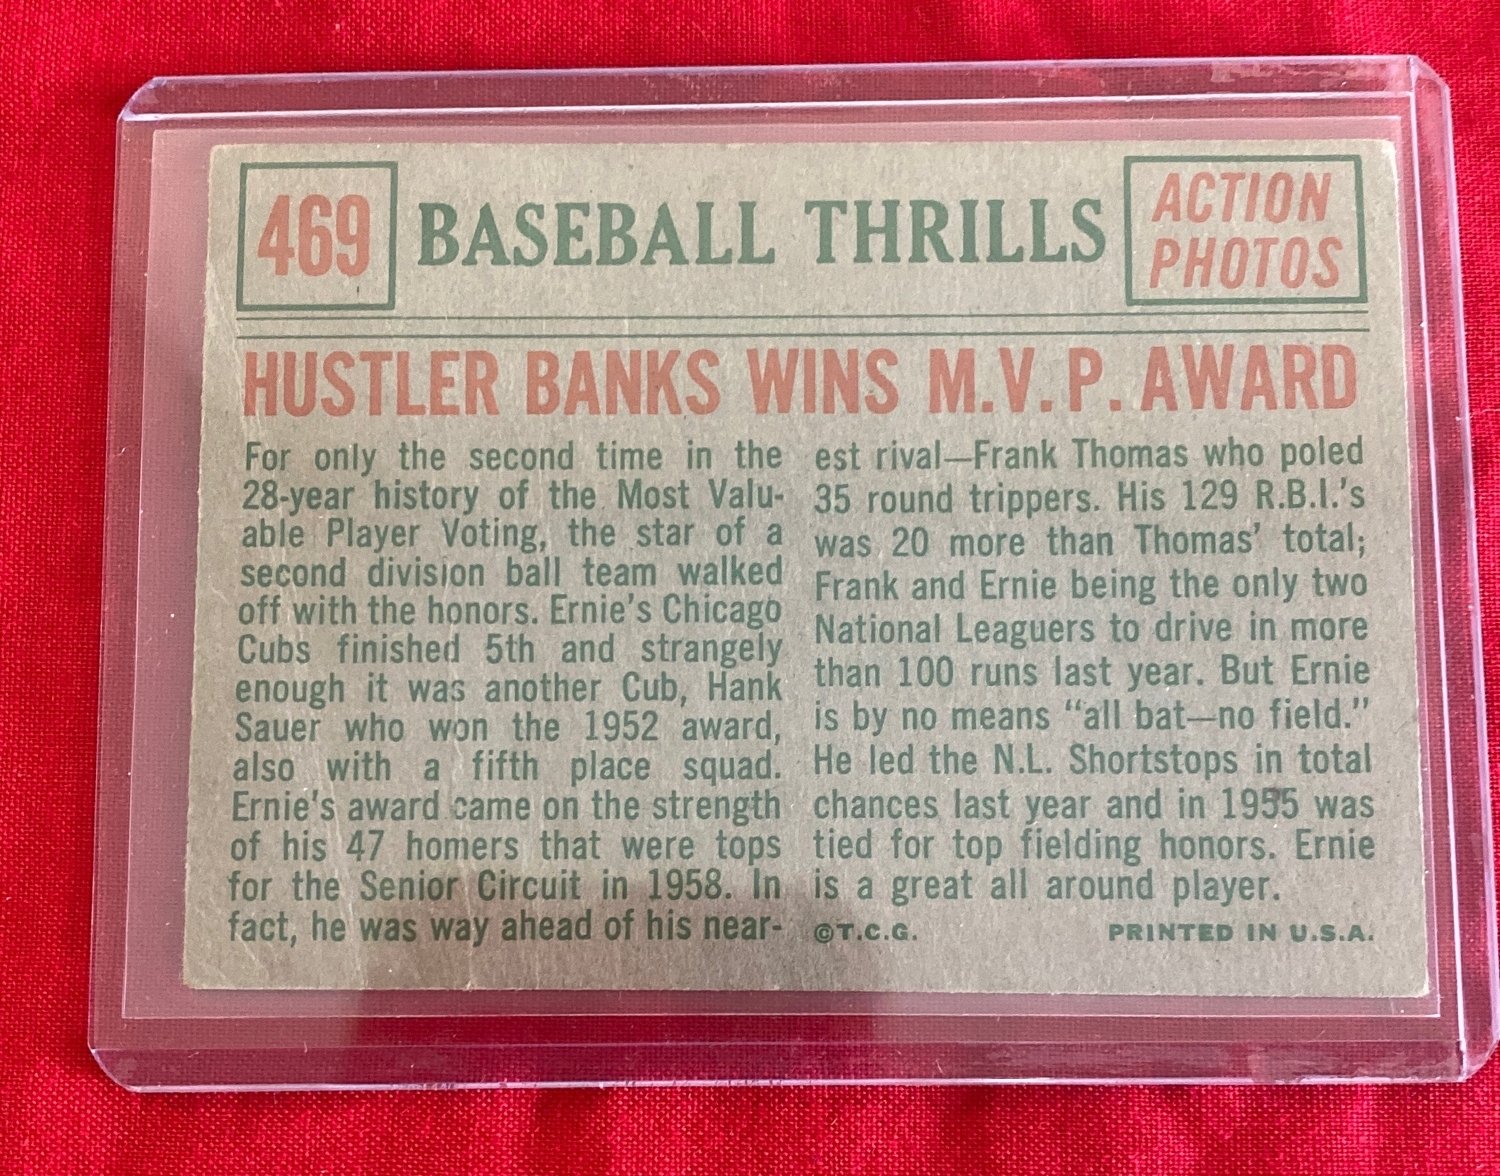 469
BASEBALL THRILLS
ACTION
PHOTOS
HUSTLER BANKS WINS M.V.P. AWARD
For only the second time in the
28-year history of the Most Valu-
able Player Voting, the star of a
second division ball team walked
off with the honors. Ernie's Chicago
Cubs finished 5th and strangely
enough it was another Cub, Hank
Sauer who won the 1952 award,
also with a fifth place squad.
Ernie's award came on the strength
of his 47 homers that were tops
for the Senior Circuit in 1958. In
fact, he was way ahead of his near-
est rival—Frank Thomas who poled
35 round trippers. His 129 R.B.I.'s
was 20 more than Thomas' total;
Frank and Ernie being the only two
National Leaguers to drive in more
than 100 runs last year. But Ernie
is by no means "all bat—no field."
He led the N.L. Shortstops in total
chances last year and in 1955 was
tied for top fielding honors. Ernie
is a great all around player.
©T.C.G.
PRINTED IN U.S.A.